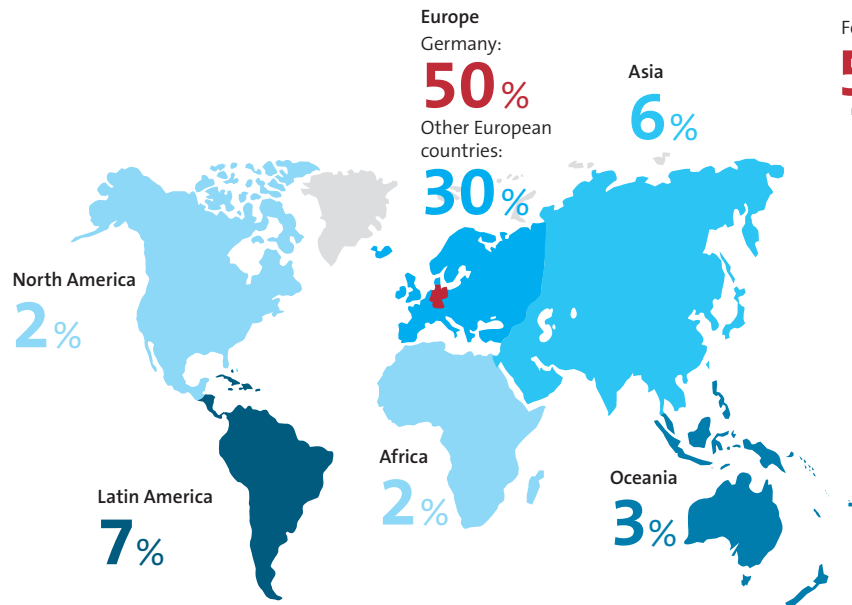 Europe
Germany:
50%
Other European
countries:
30%
Asia
6%
North America
2%
Latin America
7%
Africa
2%
Oceania
3%